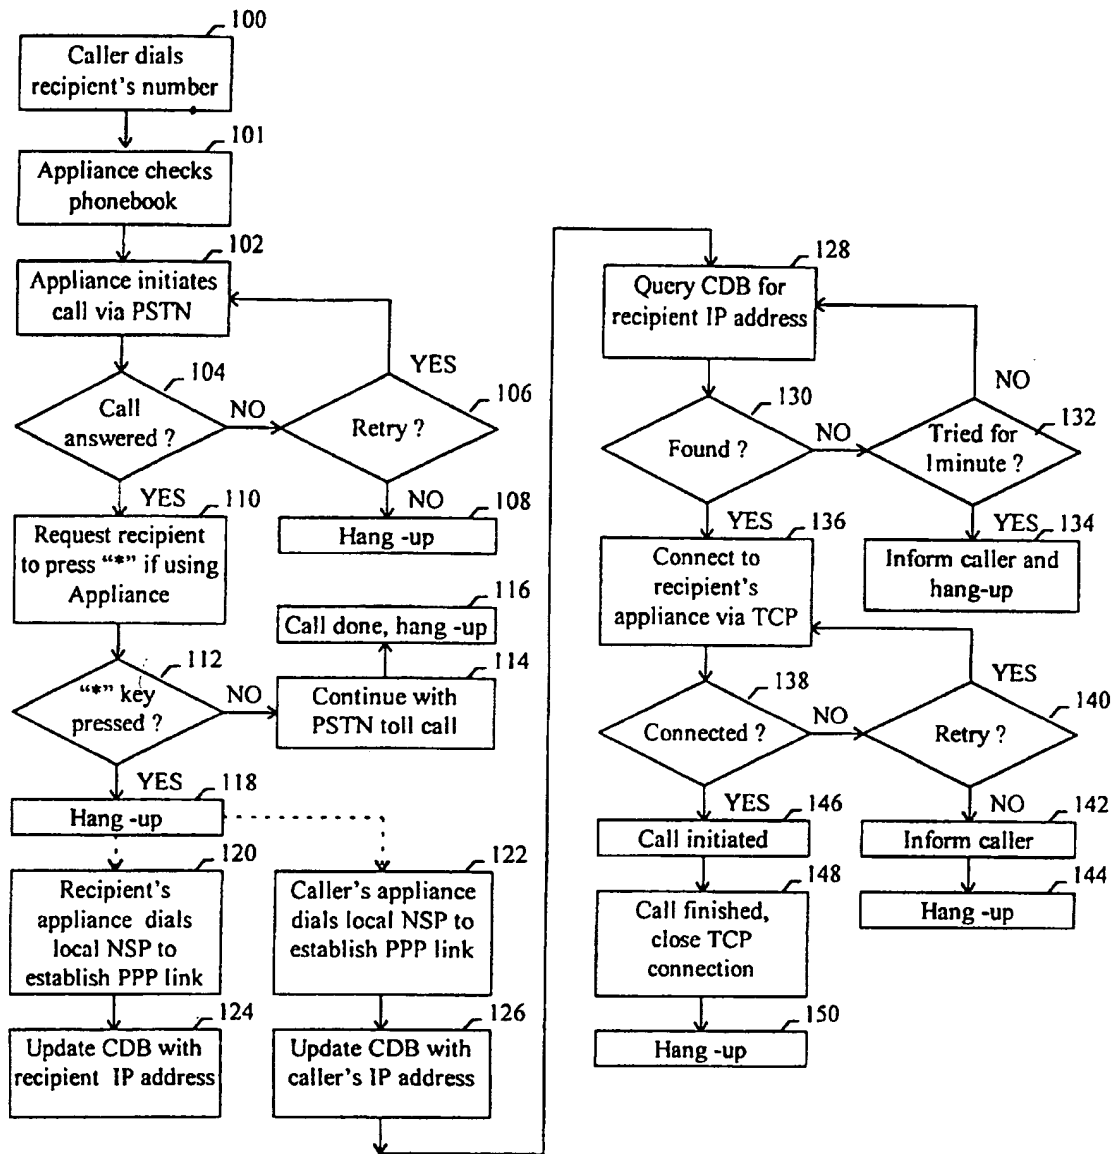 100
Caller dials
recipient's number
101
Appliance checks
phonebook
102
Appliance initiates
call via PSTN
104
Call
answered ?
NO
YES
106
Retry ?
YES
NO
108
Hang -up
110
Request recipient
to press “*” if using
Appliance
112
“*” key
pressed ?
NO
YES
116
Call done, hang -up
114
Continue with
PSTN toll call
118
Hang -up
120
Recipient's
appliance dials
local NSP to
establish PPP link
122
Caller's appliance
dials local NSP to
establish PPP link
124
Update CDB with
recipient IP address
126
Update CDB with
caller's IP address
128
Query CDB for
recipient IP address
130
Found ?
NO
YES
NO
132
Tried for
1minute ?
YES
134
Inform caller and
hang-up
136
Connect to
recipient's
appliance via TCP
138
Connected ?
NO
YES
YES
140
Retry ?
NO
142
Inform caller
144
Hang -up
146
Call initiated
148
Call finished,
close TCP
connection
150
Hang -up